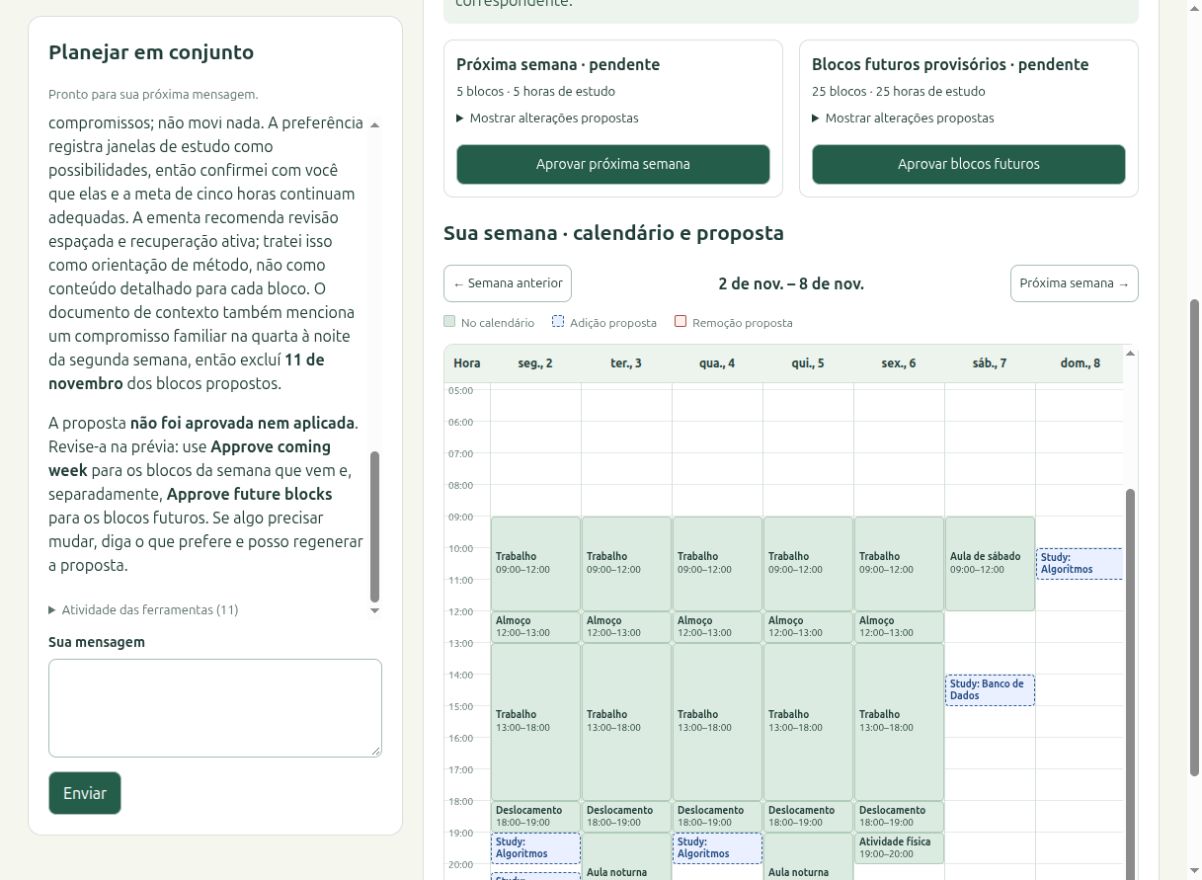 Planejar em conjunto
Pronto para sua próxima mensagem.
compromissos; não movi nada. A preferência
registra janelas de estudo como
possibilidades, então confirmei com você
que elas e a meta de cinco horas continuam
adequadas. A ementa recomenda revisão
espaçada e recuperação ativa; tratei isso
como orientação de método, não como
conteúdo detalhado para cada bloco. O
documento de contexto também menciona
um compromisso familiar na quarta à noite
da segunda semana, então excluí 11 de
novembro dos blocos propostos.
A proposta não foi aprovada nem aplicada.
Revise-a na prévia: use Approve coming
week para os blocos da semana que vem e,
separadamente, Approve future blocks
para os blocos futuros. Se algo precisar
mudar, diga o que prefere e posso regenerar
a proposta.
Atividade das ferramentas (11)
Sua mensagem
Enviar
correspondente.
Próxima semana · pendente
5 blocos · 5 horas de estudo
Mostrar alterações propostas
Aprovar próxima semana
Blocos futuros provisórios · pendente
25 blocos · 25 horas de estudo
Mostrar alterações propostas
Aprovar blocos futuros
Sua semana · calendário e proposta
← Semana anterior
2 de nov. – 8 de nov.
Próxima semana →
No calendário
Adição proposta
Remoção proposta
Hora seg., 2 ter., 3 qua., 4 qui., 5 sex., 6 sáb., 7 dom., 8
05:00
06:00
07:00
08:00
09:00
10:00
Trabalho Trabalho Trabalho Trabalho Trabalho Aula de sábado Study:
09:00–12:00 09:00–12:00 09:00–12:00 09:00–12:00 09:00–12:00 09:00–12:00 Algoritmos
11:00
12:00
Almoço Almoço Almoço Almoço Almoço
12:00–13:00 12:00–13:00 12:00–13:00 12:00–13:00 12:00–13:00
13:00
14:00
Study: Banco de
Dados
15:00
Trabalho Trabalho Trabalho Trabalho Trabalho
13:00–18:00 13:00–18:00 13:00–18:00 13:00–18:00 13:00–18:00
16:00
17:00
18:00
Deslocamento Deslocamento Deslocamento Deslocamento Deslocamento
18:00–19:00 18:00–19:00 18:00–19:00 18:00–19:00 18:00–19:00
19:00
Study: Study: Atividade física
Algoritmos Algoritmos 19:00–20:00
20:00
Aula noturna Aula noturna